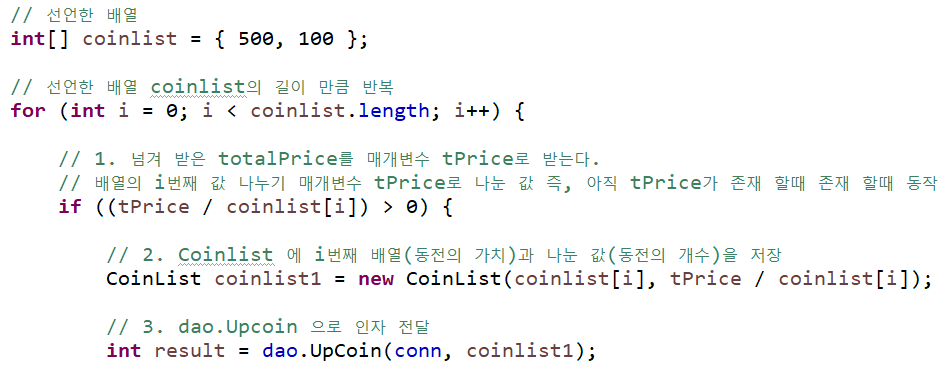 // 선언한 배열
int[] coinlist = { 500, 100 };
// 선언한 배열 coinlist의 길이 만큼 반복
for (int i = 0; i < coinlist.length; i++) {
// 1. 넘겨 받은 totalPrice를 매개변수 tPrice로 받는다.
// 배열의 i번째 값 나누기 매개변수 tPrice로 나눈 값 즉, 아직 tPrice가 존재 할때 존재 할때 동작
if ((tPrice / coinlist[i]) > 0) {
// 2. Coinlist 에 i번째 배열(동전의 가치)과 나눈 값(동전의 개수)을 저장
CoinList coinlist1 = new CoinList(coinlist[i], tPrice / coinlist[i]);
// 3. dao.Upcoin 으로 인자 전달
int result = dao.UpCoin(conn, coinlist1);